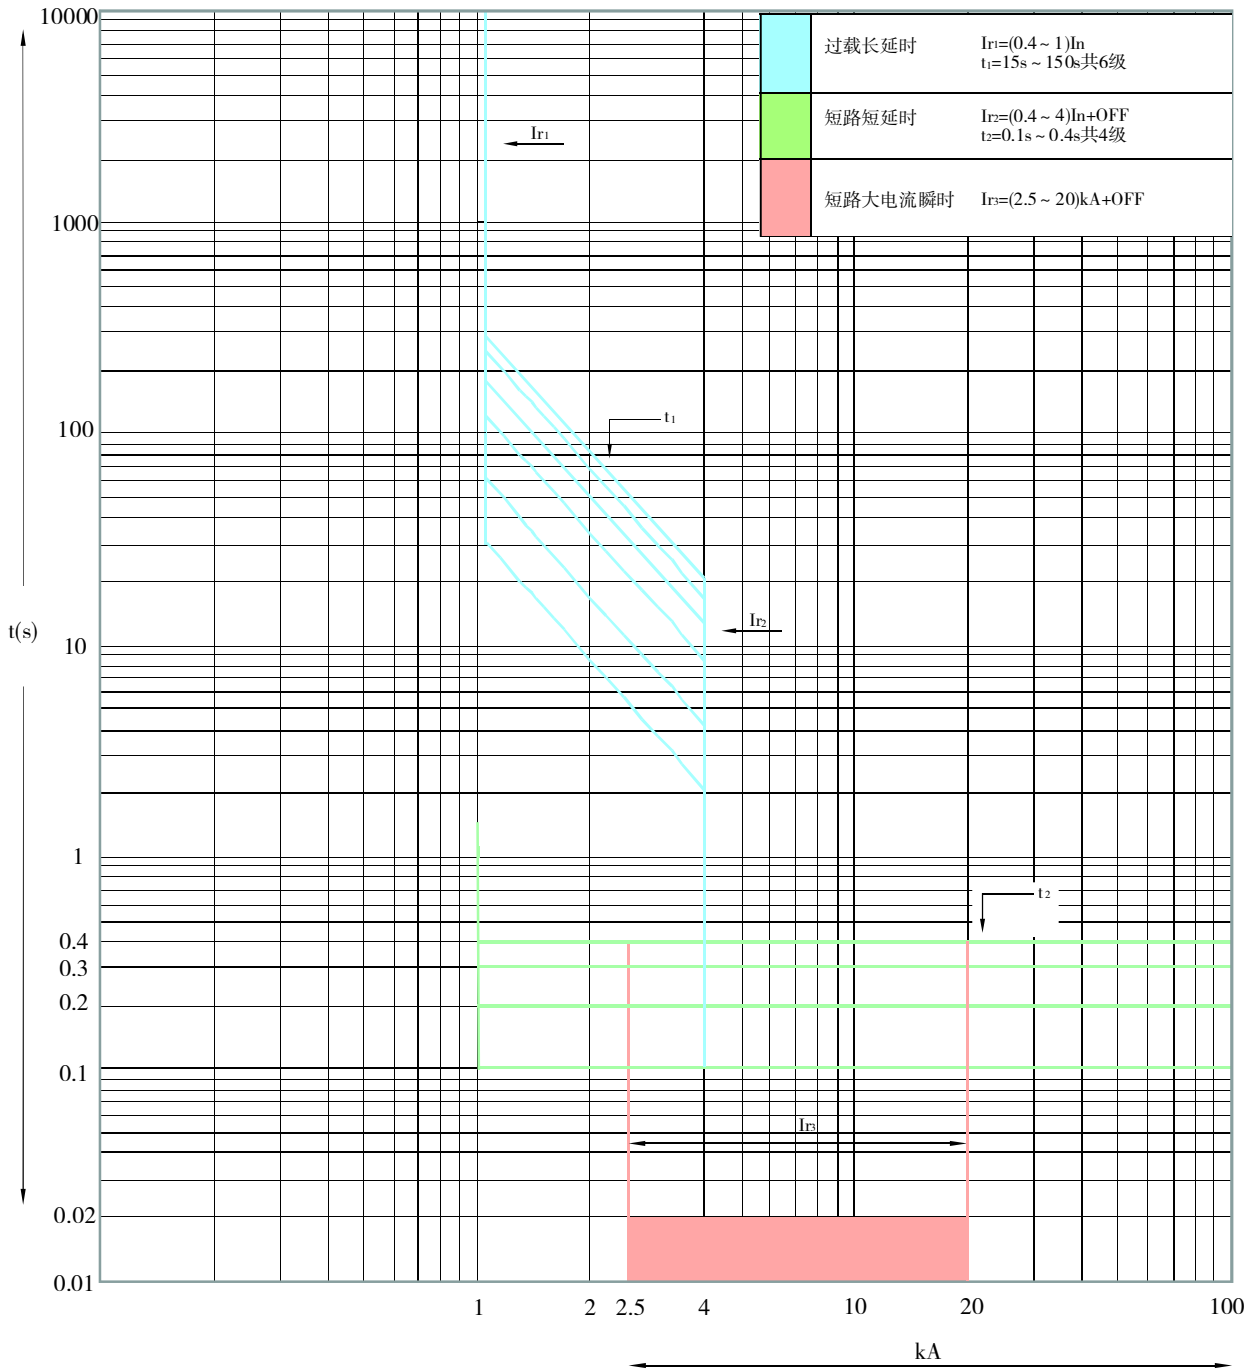 10000
过载长延时 Ir1=(0.4~1)In
t1=15s~150s共6级
短路短延时 Ir2=(0.4~4)In+OFF
t2=0.1s~0.4s共4级
Ir1
短路大电流瞬时 Ir3=(2.5~20)kA+OFF
1000
t1
100
Ir2
t(s)
10
1
t2
0.4
0.3
0.2
0.1
Ir3
0.02
0.01
1 2 2.5 4 10 20 100
kA